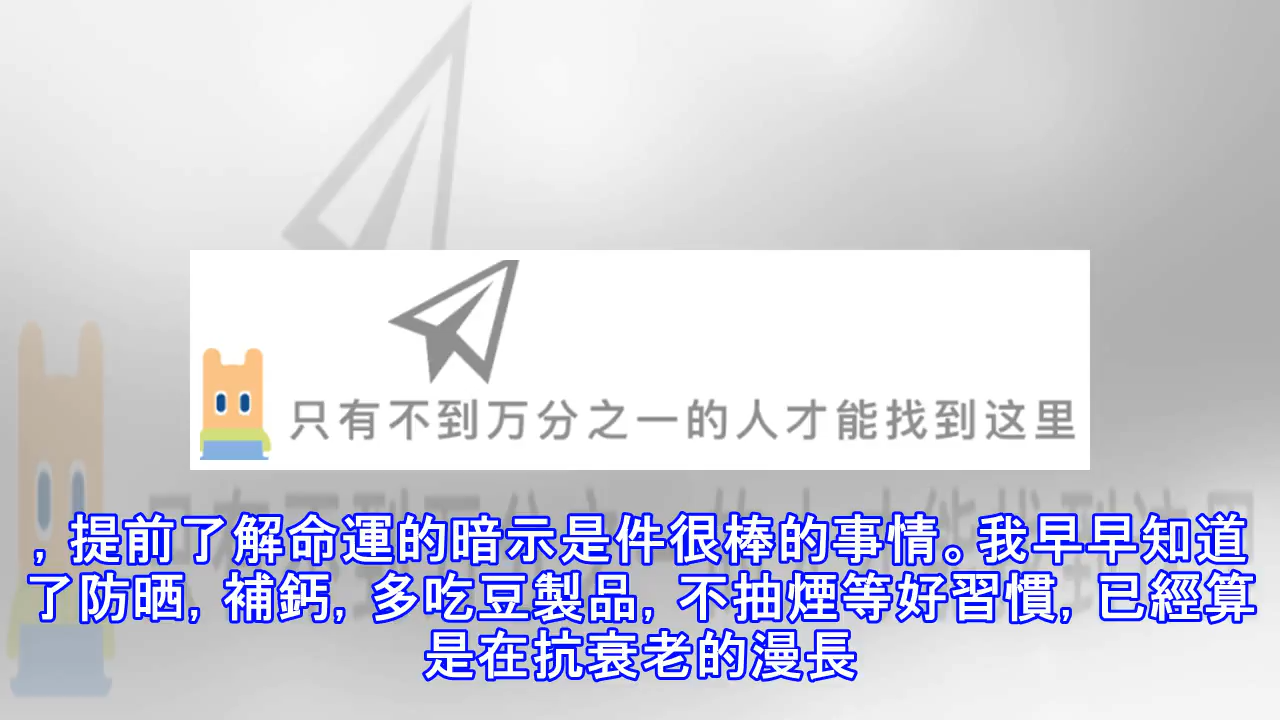 只有不到万分之一的人才能找到这里
，提前了解命運的暗示是件很棒的事情。我早早知道
了防晒，補鈣，多吃豆製品，不抽煙等好習慣，已經算
是在抗衰老的漫長